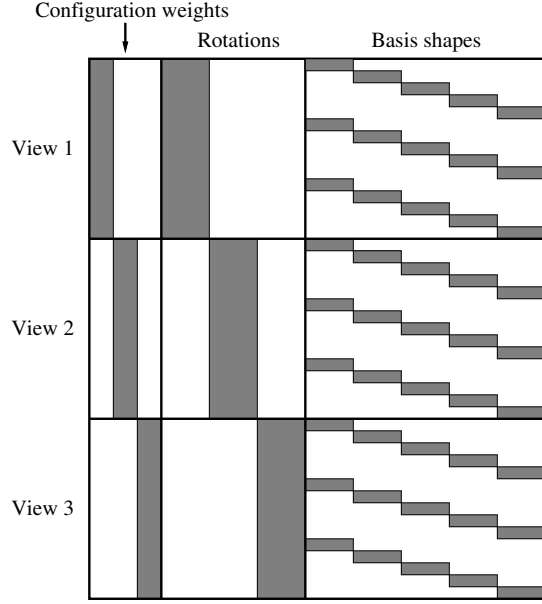 Configuration weights
Rotations
Basis shapes
View 1
View 2
View 3